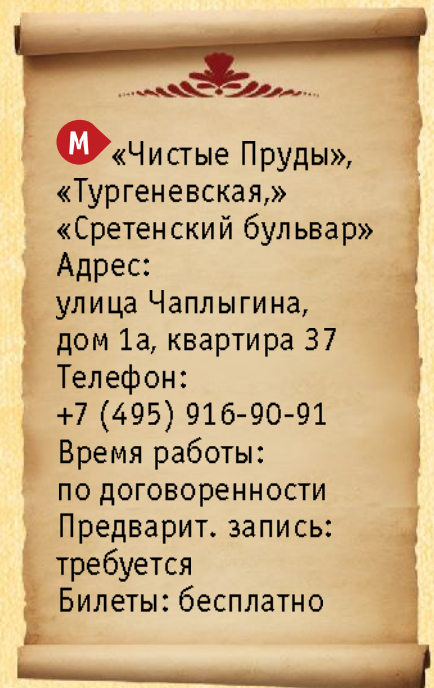 М «Чистые Пруды»,
«Тургеневская,»
«Сретенский бульвар»
Адрес:
улица Чаплыгина,
дом 1а, квартира 37
Телефон:
+7 (495) 916-90-91
Время работы:
по договоренности
Предварит. запись:
требуется
Билеты: бесплатно